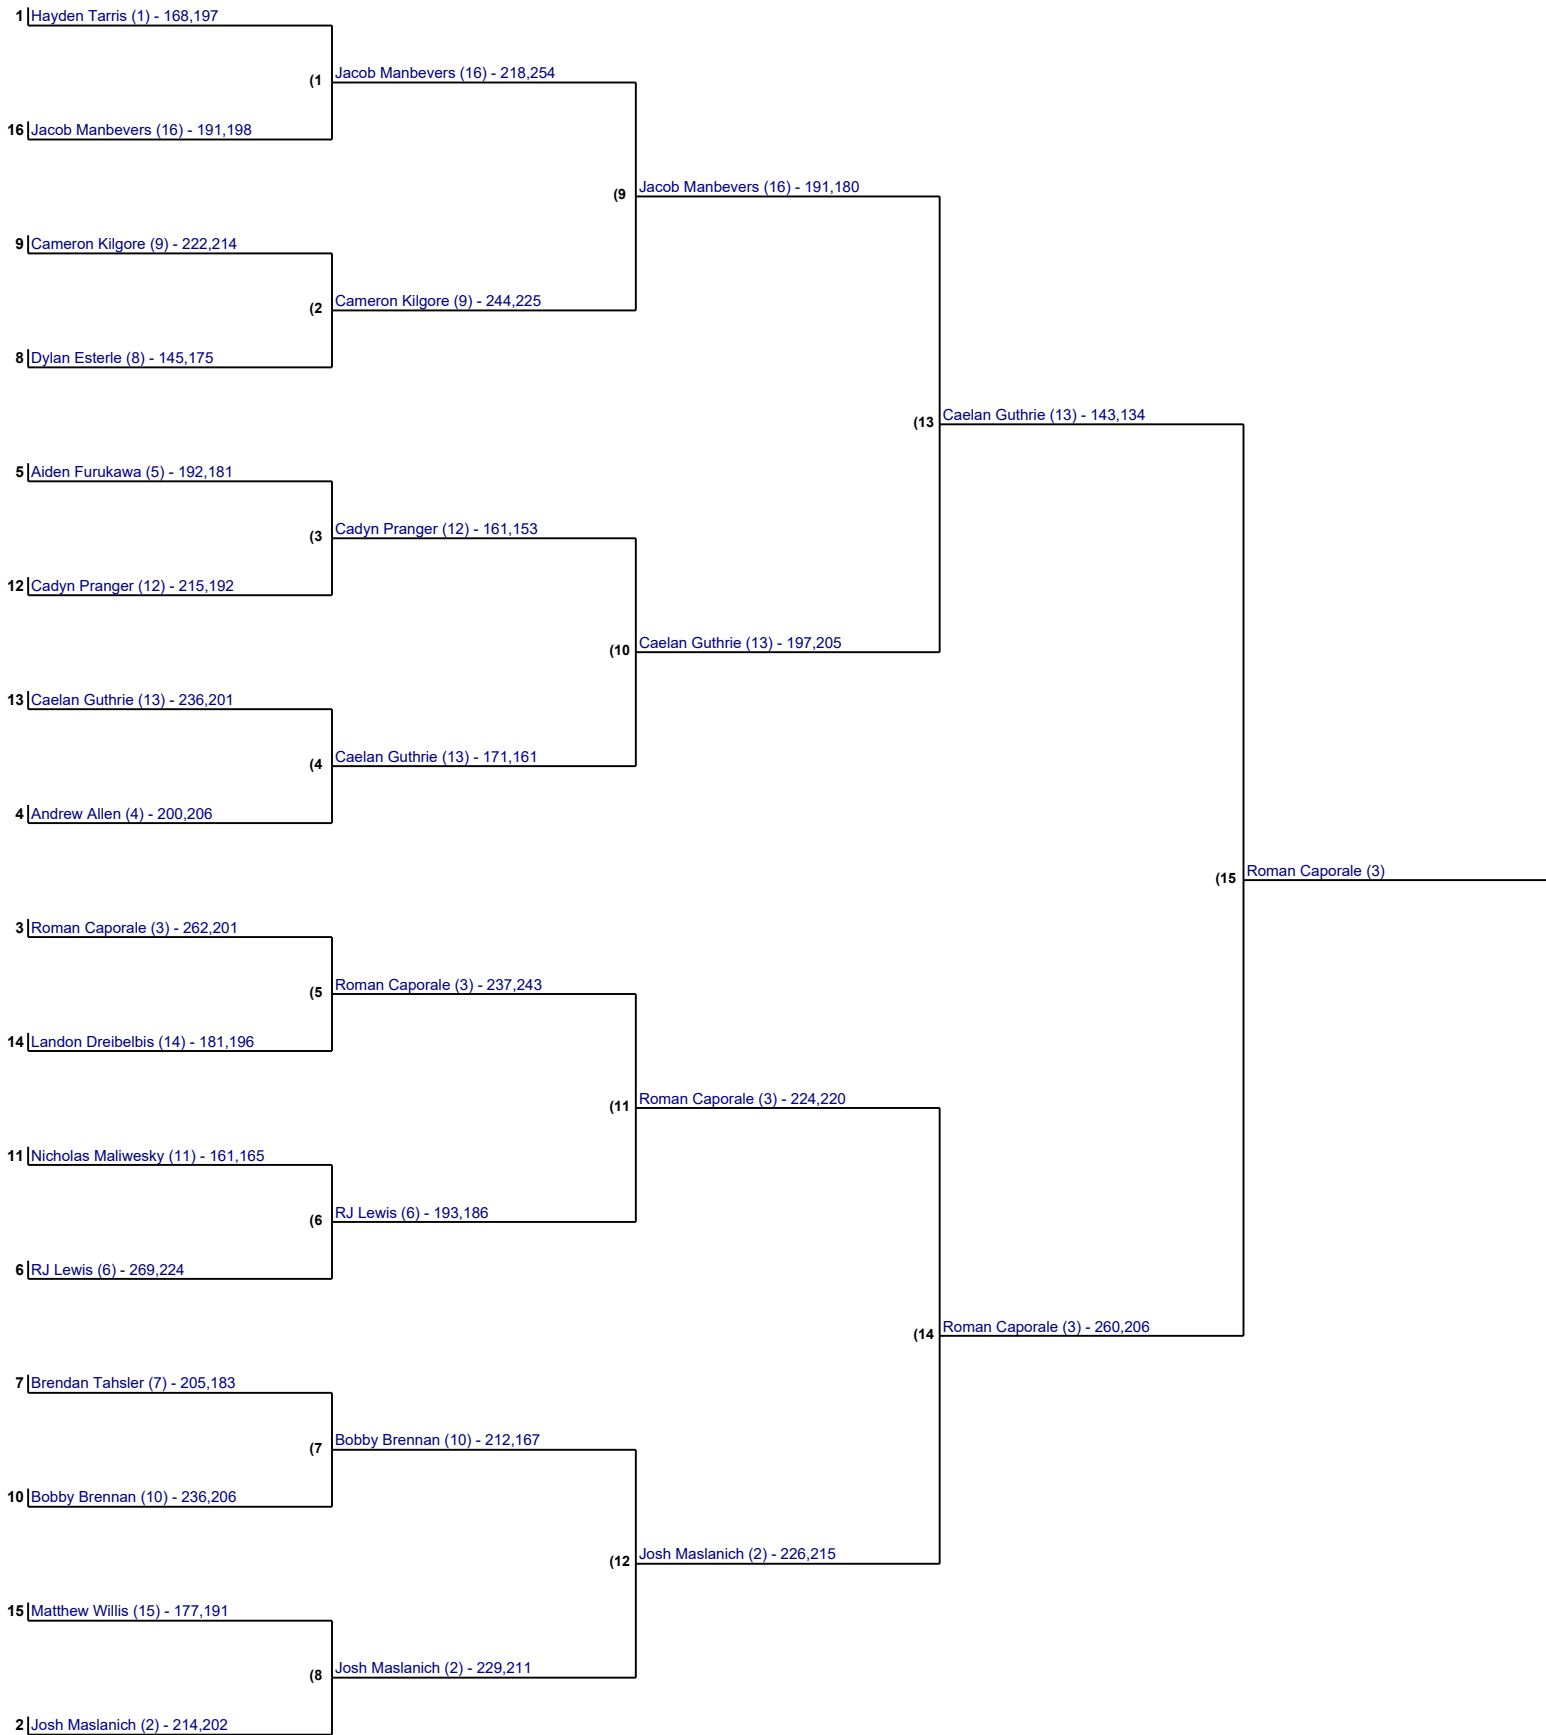 1 Hayden Tarris (1) - 168,197
(1 Jacob Manbevers (16) - 218,254
16 Jacob Manbevers (16) - 191,198
(9 Jacob Manbevers (16) - 191,180
9 Cameron Kilgore (9) - 222,214
(2 Cameron Kilgore (9) - 244,225
8 Dylan Esterle (8) - 145,175
(13 Caelan Guthrie (13) - 143,134
5 Aiden Furukawa (5) - 192,181
(3 Cadyn Pranger (12) - 161,153
12 Cadyn Pranger (12) - 215,192
(10 Caelan Guthrie (13) - 197,205
13 Caelan Guthrie (13) - 236,201
(4 Caelan Guthrie (13) - 171,161
4 Andrew Allen (4) - 200,206
(15 Roman Caporale (3)
3 Roman Caporale (3) - 262,201
(5 Roman Caporale (3) - 237,243
14 Landon Dreibelbis (14) - 181,196
(11 Roman Caporale (3) - 224,220
11 Nicholas Maliwesky (11) - 161,165
(6 RJ Lewis (6) - 193,186
6 RJ Lewis (6) - 269,224
(14 Roman Caporale (3) - 260,206
7 Brendan Tahsler (7) - 205,183
(7 Bobby Brennan (10) - 212,167
10 Bobby Brennan (10) - 236,206
(12 Josh Maslanich (2) - 226,215
15 Matthew Willis (15) - 177,191
(8 Josh Maslanich (2) - 229,211
2 Josh Maslanich (2) - 214,202